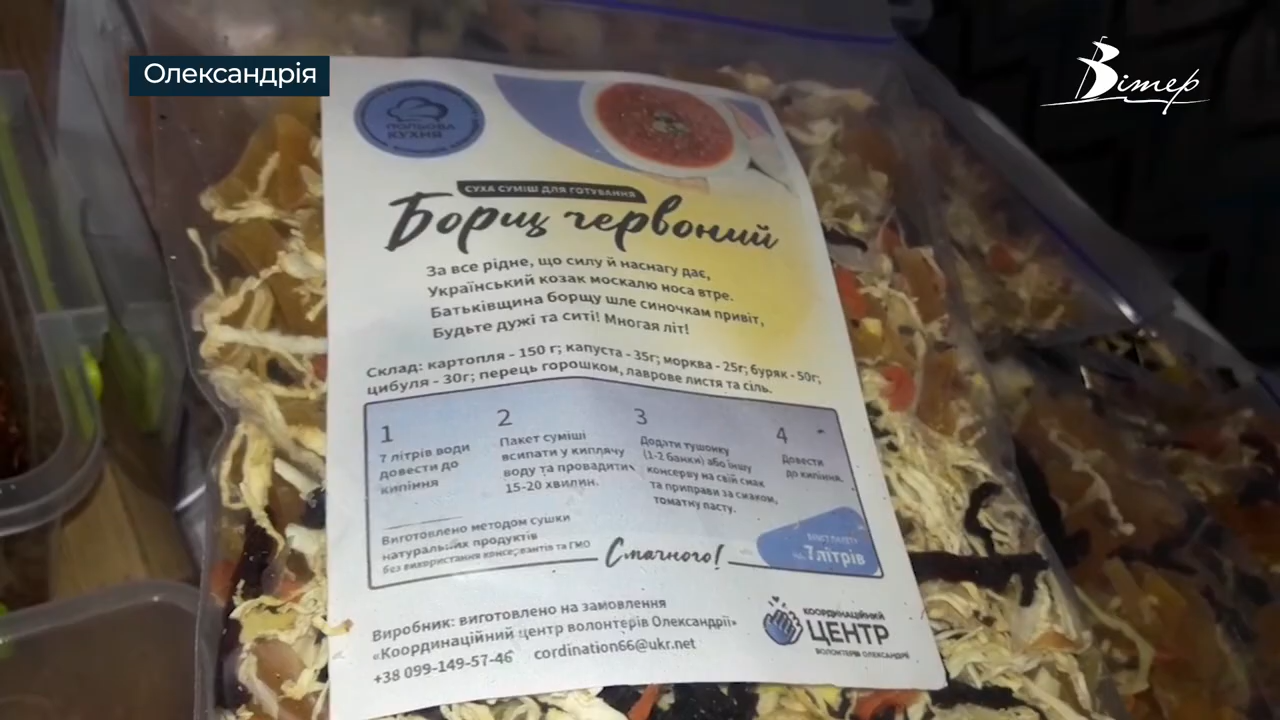 Олександрія
Вітер
ПОЛЬОВА
КУХНЯ
СУХА СУМІШ ДЛЯ ГОТУВАННЯ
Борщ червоний
За все рідне, що силу й наснагу дає,
Український козак москалю носа втре.
Батьківщина борщу шле синочкам привіт,
Будьте дужі та ситі! Многая літ!
Склад: картопля - 150 г; капуста - 35г; морква - 25г; буряк - 50г;
цибуля - 30г; перець горошком, лаврове листя та сіль.
1
7 літрів води
довести до
кипіння
2
Пакет суміші
всипати у киплячу
воду та провадити
15-20 хвилин.
3
Додати тушонку
(1-2 банки) або іншу
консерву на свій смак
та приправи за смаком,
томатну пасту.
4
Довести
до кипіння.
Виготовлено методом сушки
натуральних продуктів
без використання консервантів та ГМО
Смачного!
7 літрів
Виробник: виготовлено на замовлення
«Координаційний центр волонтерів Олександрії»
+38 099-149-57-46 cordination66@ukr.net
КООРДИНАЦІЙНИЙ
ЦЕНТР
ВОЛОНТЕРІВ ОЛЕКСАНДРІЇ